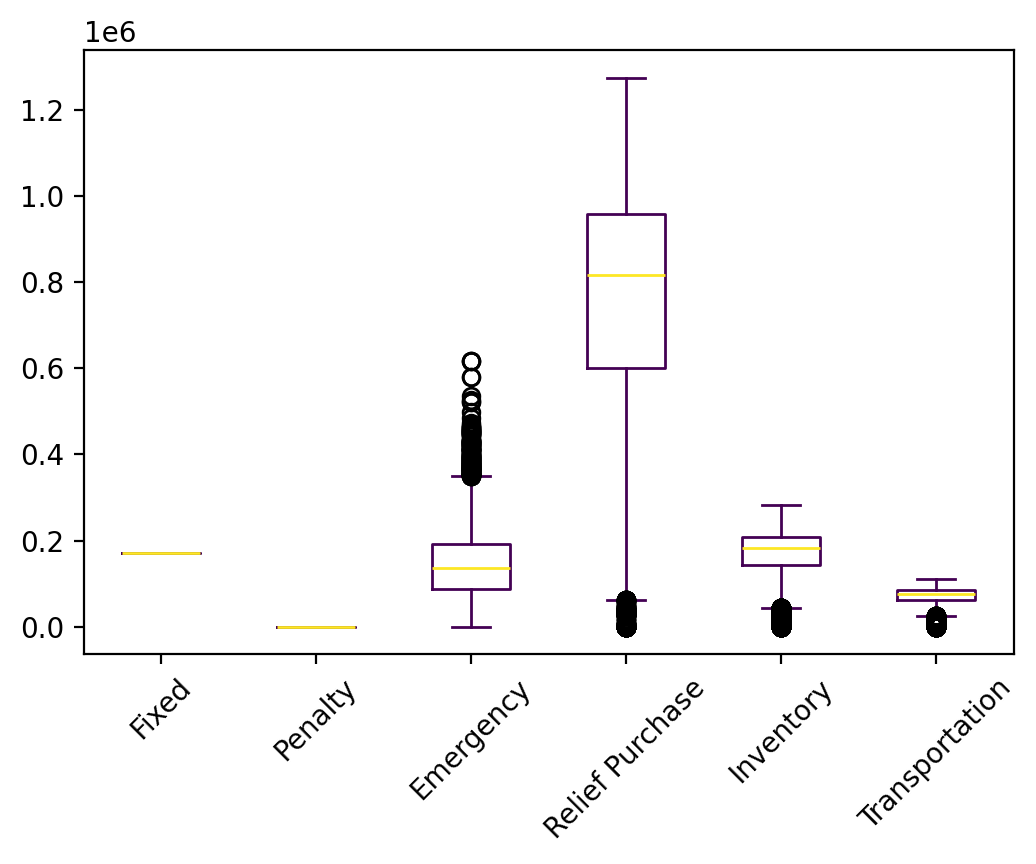 1e6
1.2
1.0
0.8
0.6
0.4
0.2
0.0
Fixed
Penalty
Emergency
Relief Purchase
Inventory
Transportation